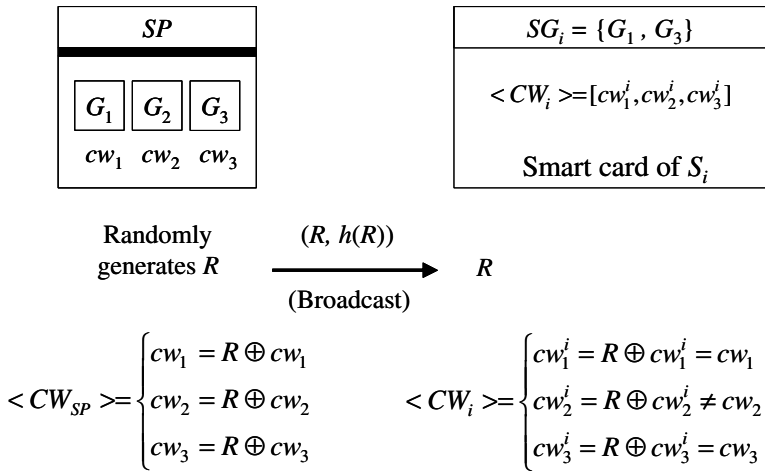 SP
G₁ G₂ G₃
cw₁ cw₂ cw₃
SGᵢ = {G₁ , G₃}
<CWᵢ>=[cw₁ⁱ,cw₂ⁱ,cw₃ⁱ]
Smart card of Sᵢ
Randomly
generates R
(R, h(R))
(Broadcast)
R
<CW_SP>={
cw₁ = R ⊕ cw₁
cw₂ = R ⊕ cw₂
cw₃ = R ⊕ cw₃
<CWᵢ>={
cw₁ⁱ = R ⊕ cw₁ⁱ = cw₁
cw₂ⁱ = R ⊕ cw₂ⁱ ≠ cw₂
cw₃ⁱ = R ⊕ cw₃ⁱ = cw₃